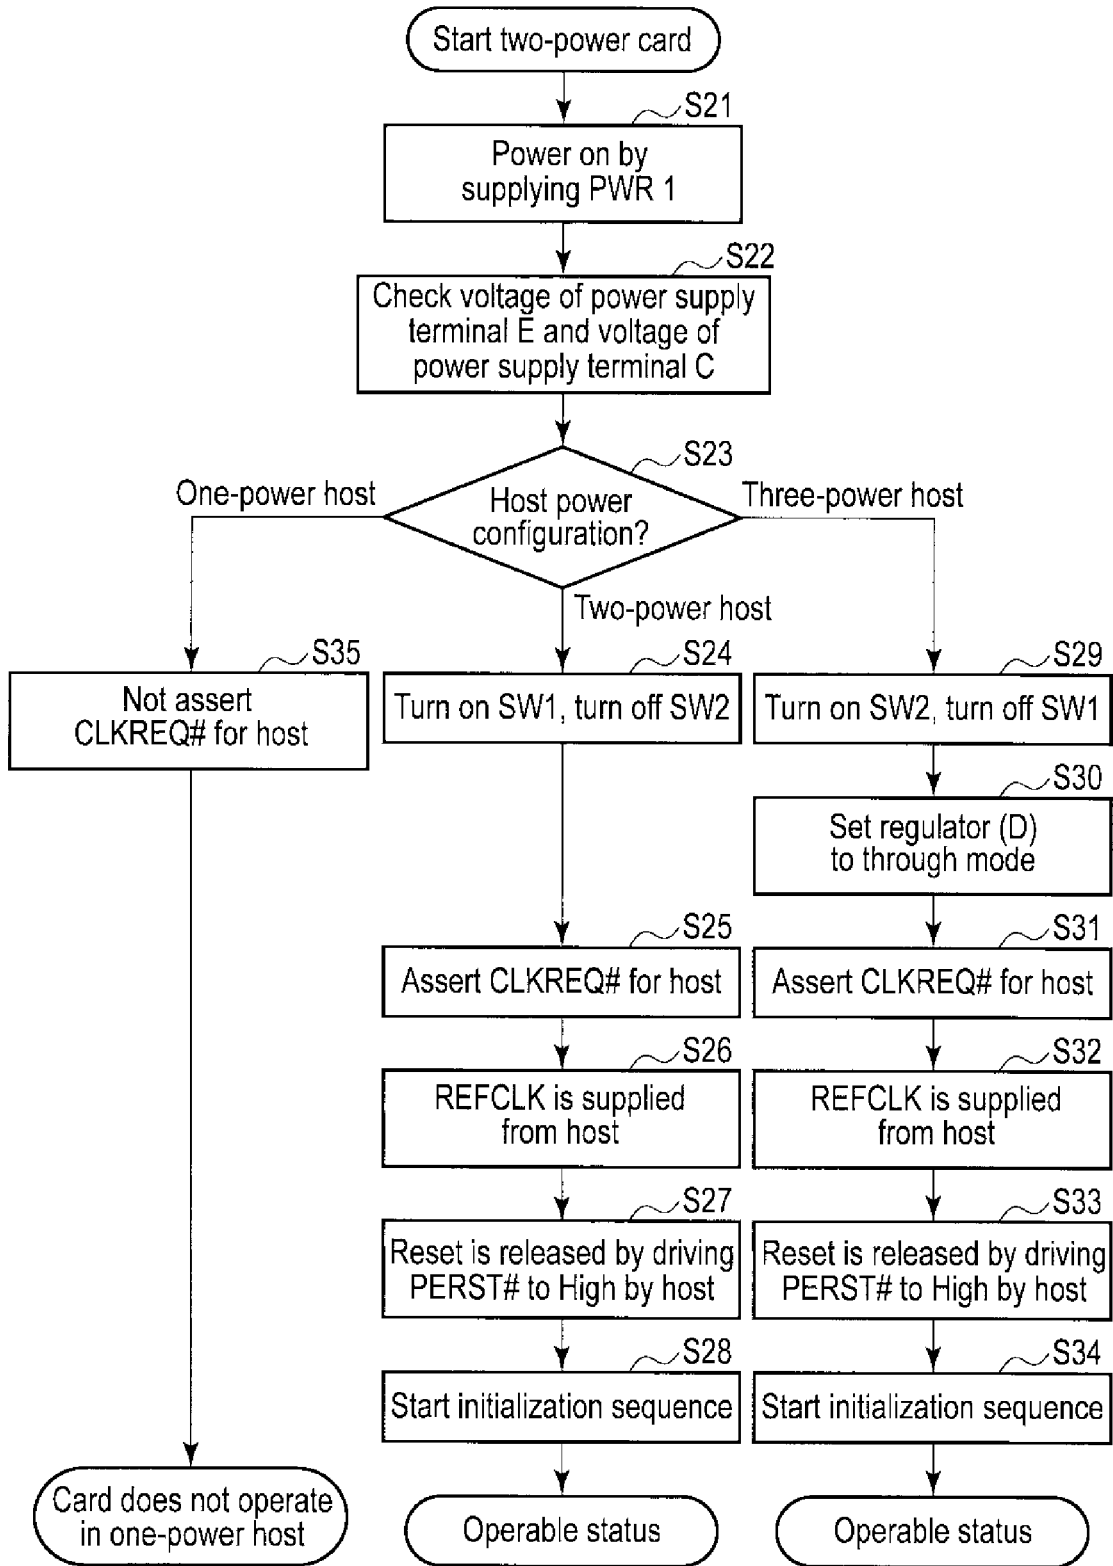 Start two-power card
S21
Power on by
supplying PWR 1
S22
Check voltage of power supply
terminal E and voltage of
power supply terminal C
S23
Host power
configuration?
One-power host
Three-power host
Two-power host
S35
Not assert
CLKREQ# for host
S24
Turn on SW1, turn off SW2
S29
Turn on SW2, turn off SW1
S30
Set regulator (D)
to through mode
S25
Assert CLKREQ# for host
S31
Assert CLKREQ# for host
S26
REFCLK is supplied
from host
S32
REFCLK is supplied
from host
S27
Reset is released by driving
PERST# to High by host
S33
Reset is released by driving
PERST# to High by host
S28
Start initialization sequence
S34
Start initialization sequence
Card does not operate
in one-power host
Operable status
Operable status